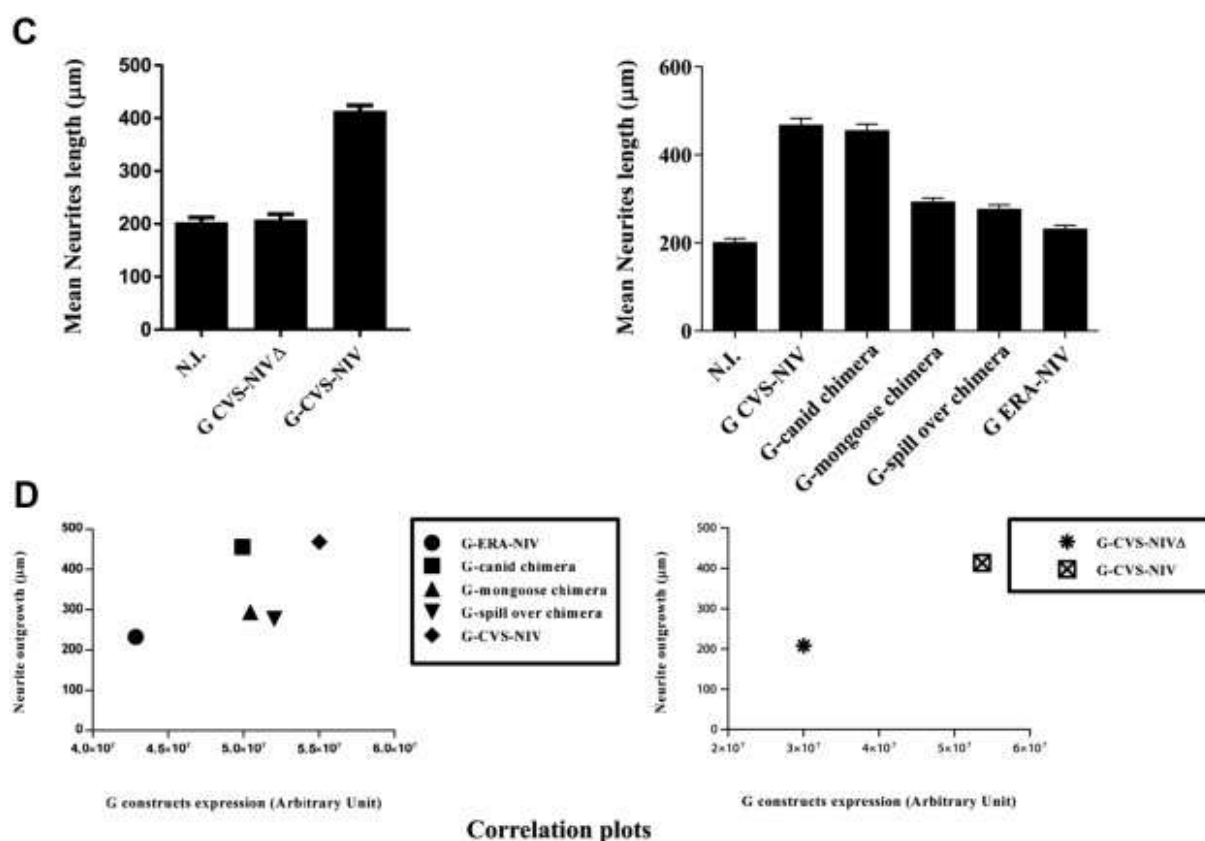 C
Mean Neurites length (µm)
500
400
300
200
100
0
N.I.
G CVS-NIVΔ
G-CVS-NIV
Mean Neurites length (µm)
600
400
200
0
N.I.
G CVS-NIV
G-canid chimera
G-mongoose chimera
G-spill over chimera
G ERA-NIV
D
Neurite outgrowth (µm)
500
400
300
200
100
0
4.0×10⁷ 4.5×10⁷ 5.0×10⁷ 5.5×10⁷ 6.0×10⁷
G constructs expression (Arbitrary Unit)
G-ERA-NIV
G-canid chimera
G-mongoose chimera
G-spill over chimera
G-CVS-NIV
Neurite outgrowth (µm)
500
400
300
200
100
0
2×10⁷ 3×10⁷ 4×10⁷ 5×10⁷ 6×10⁷
G constructs expression (Arbitrary Unit)
G-CVS-NIVΔ
G-CVS-NIV
Correlation plots